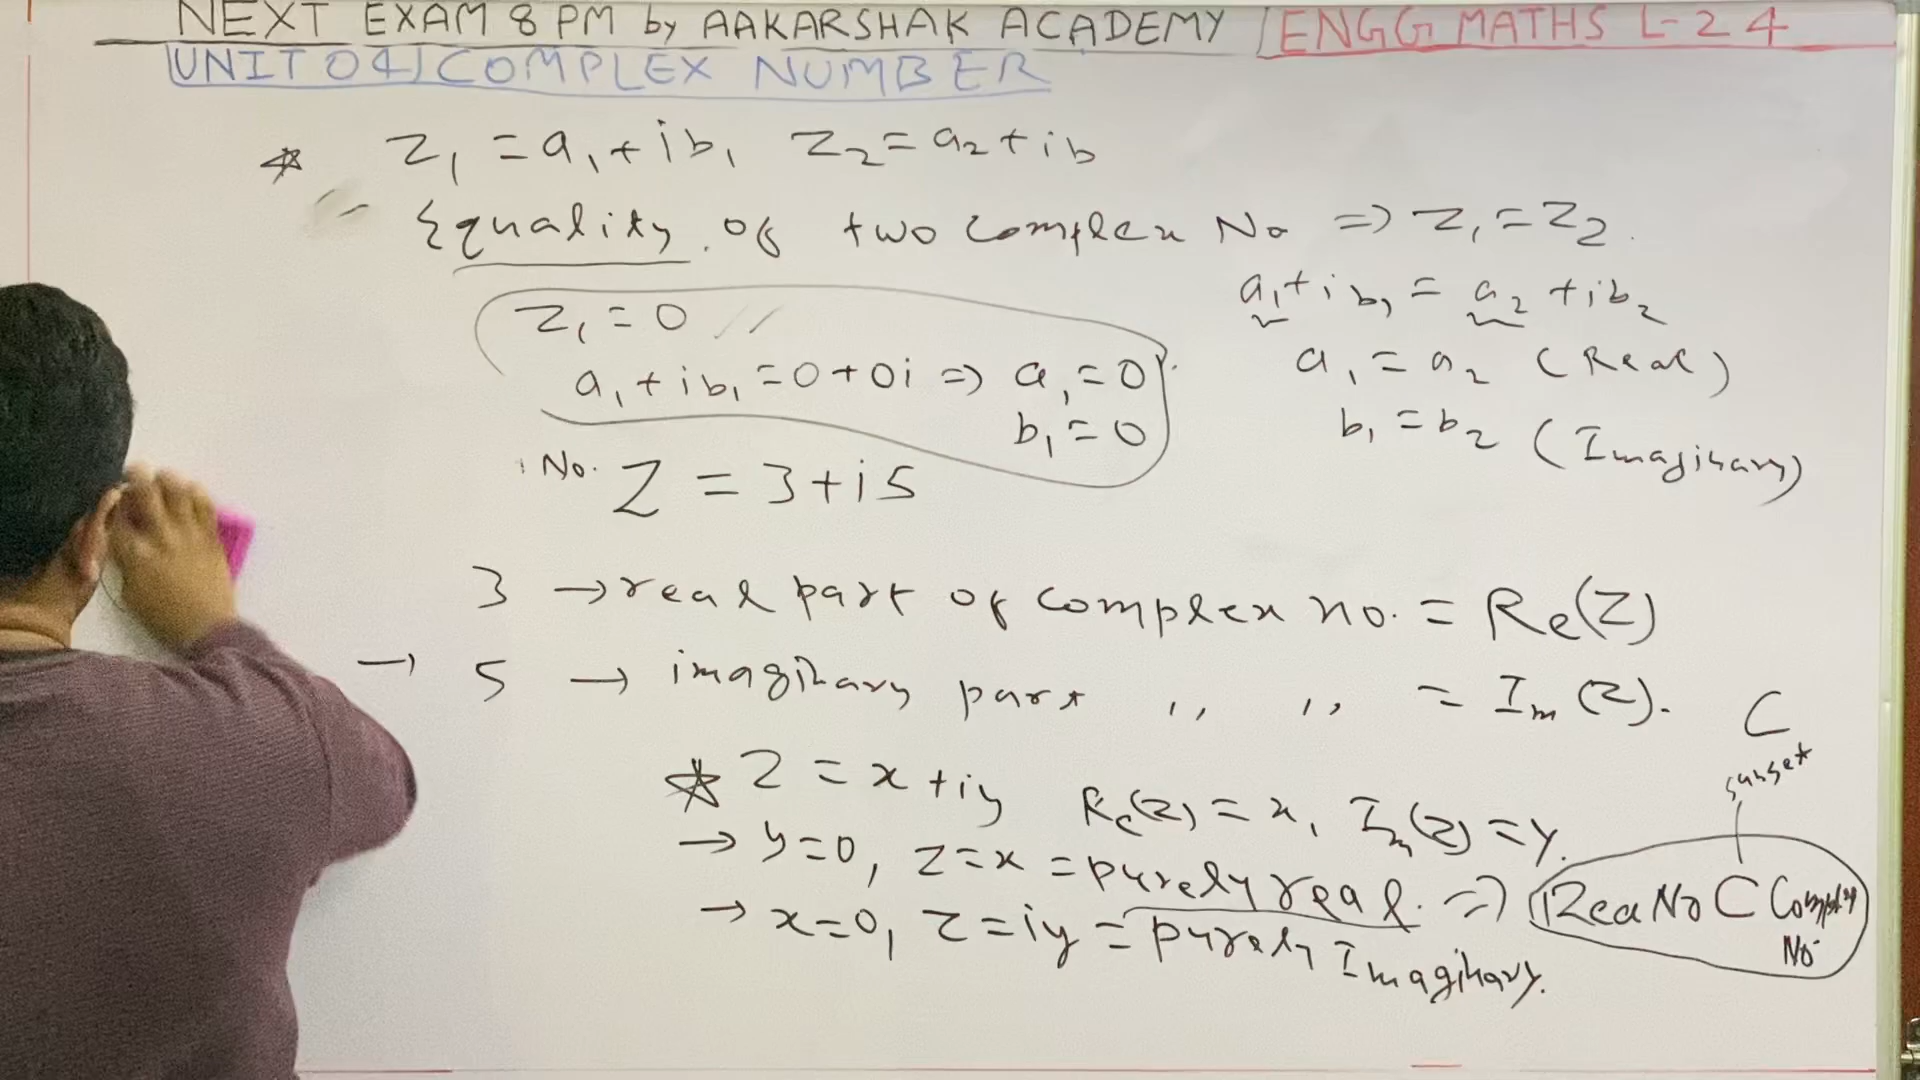 NEXT EXAM 8 PM by AAKARSHAK ACADEMY ENGG MATHS L-24
UNIT 04 COMPLEX NUMBER
* z₁ = a₁ + ib₁ z₂ = a₂ + ib
Equality of two complex No => z₁ = z₂.
a₁ + ib₁ = a₂ + ib₂
z₁ = 0
a₁ = a₂ (Real)
a₁ + ib₁ = 0 + 0i => a₁ = 0
b₁ = 0
b₁ = b₂ (Imaginary)
No. Z = 3 + i5
3 → real part of complex no. = Re(Z)
→ 5 → imaginary part ,, ,, = Im(Z).
C
subset
* Z = x + iy Re(z) = x, Im(z) = y.
→ y = 0, z = x = purely real. => Rea No C Complex No
→ x = 0, z = iy = purely Imaginary.